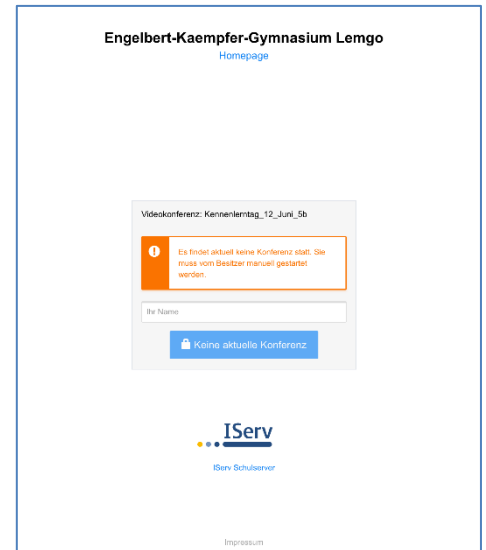 Engelbert-Kaempfer-Gymnasium Lemgo
Homepage
Videokonferenz: Kennenlerntag_12_Juni_5b
Es findet aktuell keine Konferenz statt. Sie
muss vom Besitzer manuell gestartet
werden.
Ihr Name
Keine aktuelle Konferenz
IServ
IServ Schulserver
Impressum